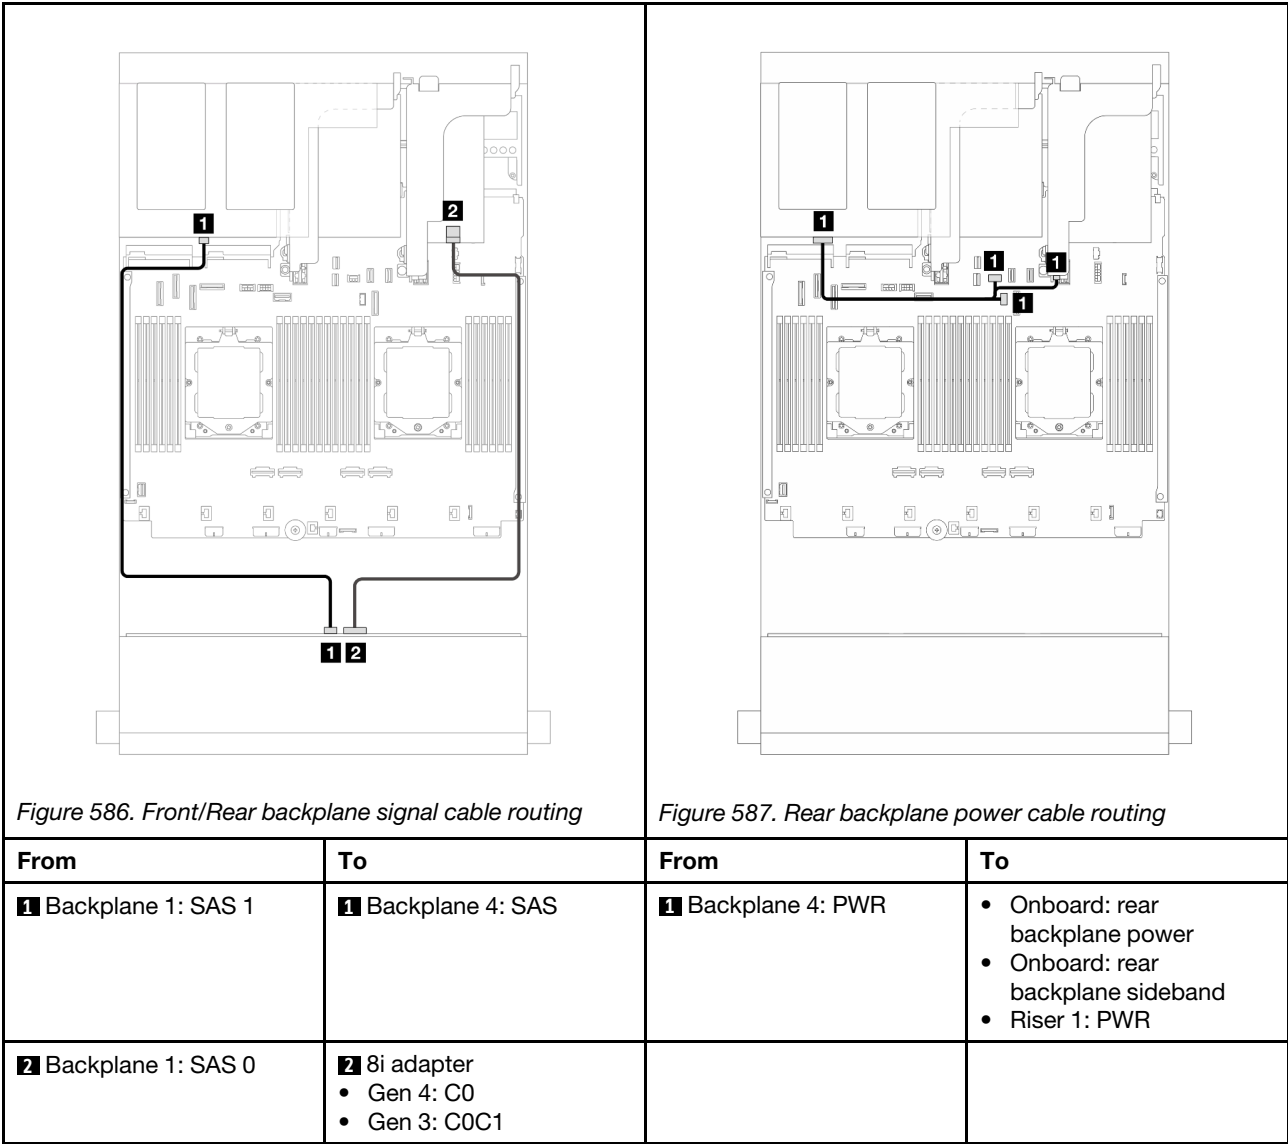 1
2
1 2
Figure 586. Front/Rear backplane signal cable routing
1
1
1
1
Figure 587. Rear backplane power cable routing
From
To
From
To
1 Backplane 1: SAS 1
1 Backplane 4: SAS
1 Backplane 4: PWR
• Onboard: rear
backplane power
• Onboard: rear
backplane sideband
• Riser 1: PWR
2 Backplane 1: SAS 0
2 8i adapter
• Gen 4: C0
• Gen 3: C0C1